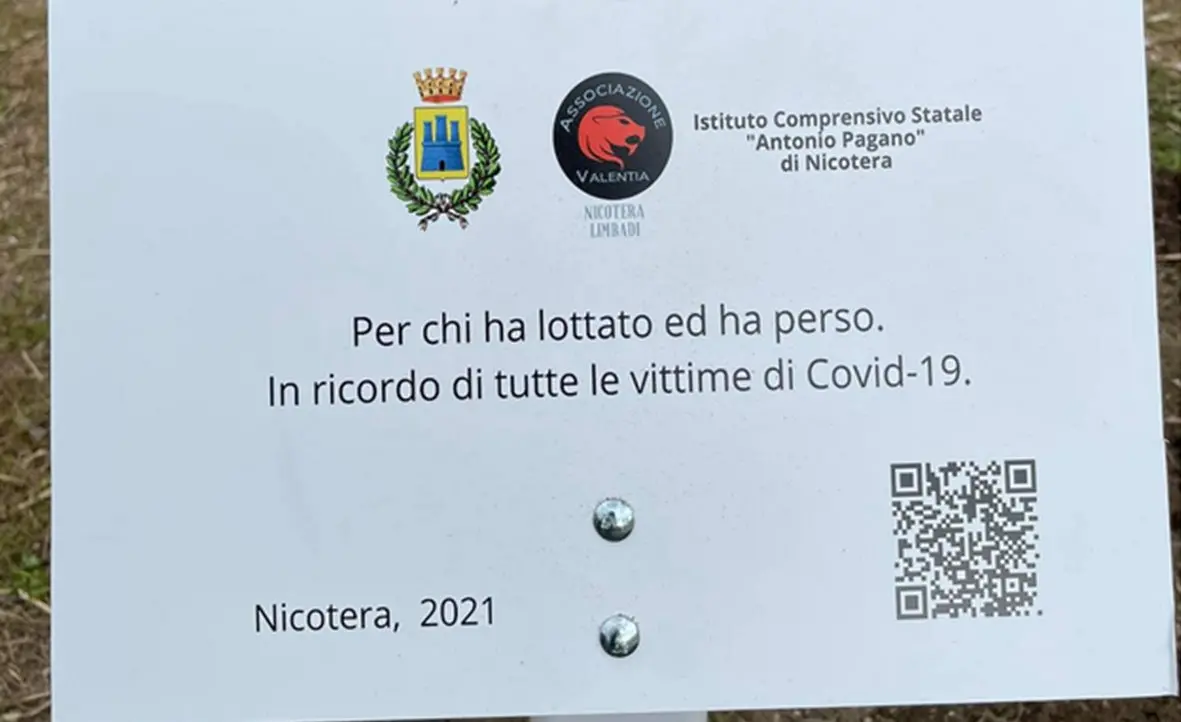 ASSOCIAZIONE
VALENTIA
NICOTERA
LIMBADI
Istituto Comprensivo Statale
"Antonio Pagano"
di Nicotera
Per chi ha lottato ed ha perso.
In ricordo di tutte le vittime di Covid-19.
Nicotera, 2021